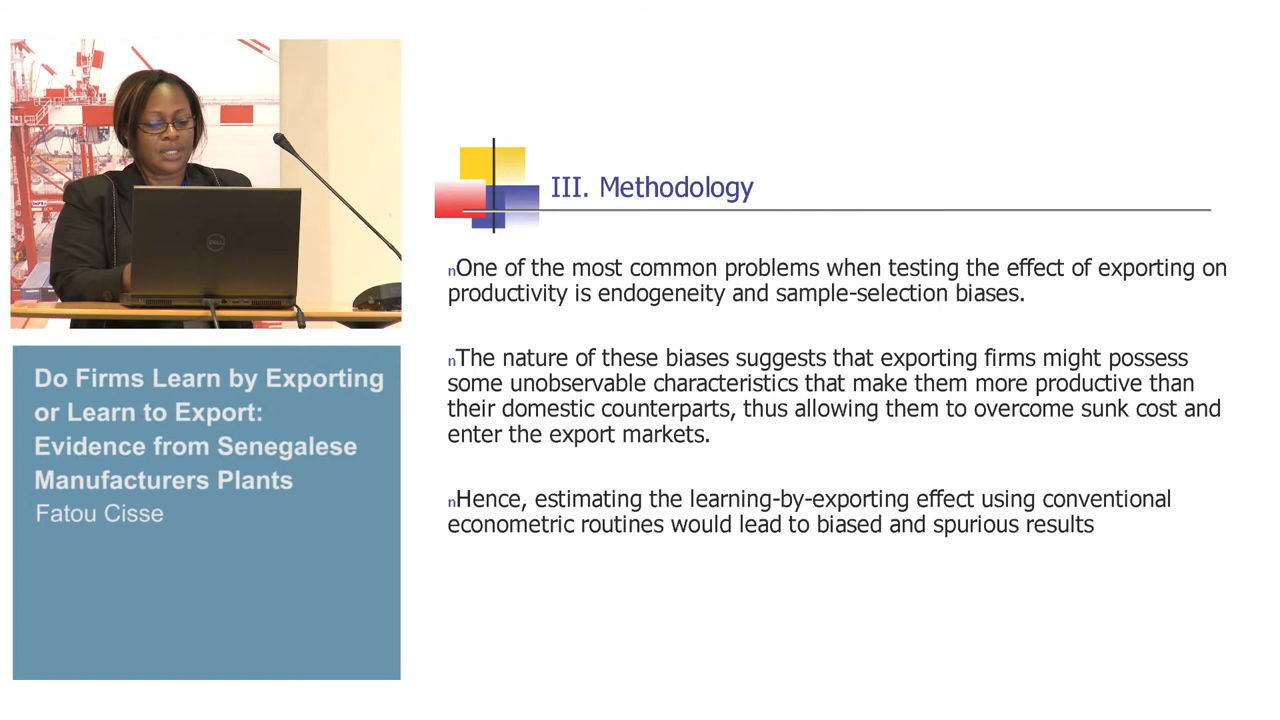 III. Methodology
nOne of the most common problems when testing the effect of exporting on
productivity is endogeneity and sample-selection biases.
nThe nature of these biases suggests that exporting firms might possess
some unobservable characteristics that make them more productive than
their domestic counterparts, thus allowing them to overcome sunk cost and
enter the export markets.
nHence, estimating the learning-by-exporting effect using conventional
econometric routines would lead to biased and spurious results
DELL
Do Firms Learn by Exporting
or Learn to Export:
Evidence from Senegalese
Manufacturers Plants
Fatou Cisse